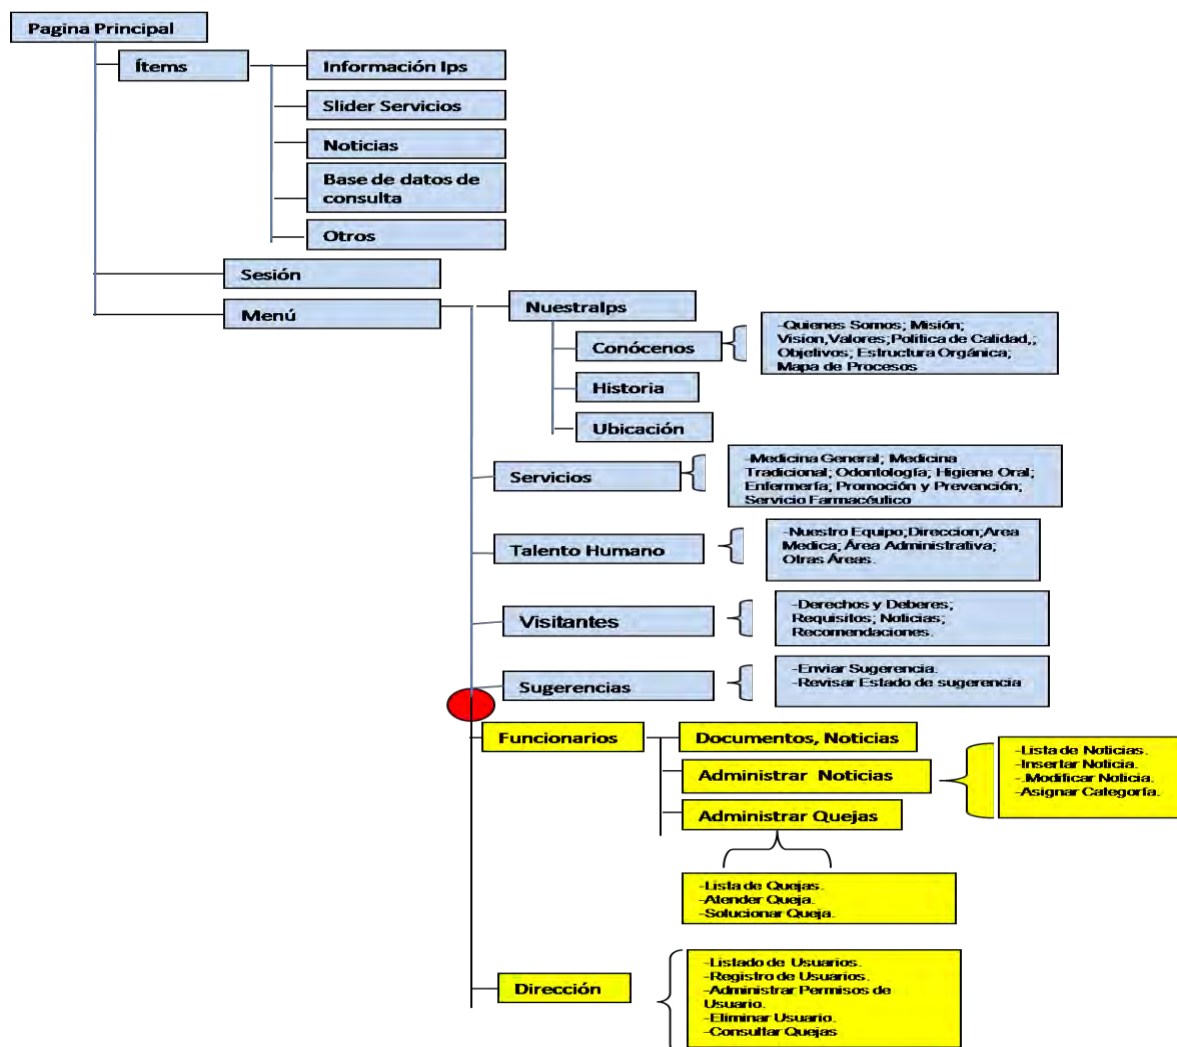 Pagina Principal
Ítems
Información Ips
Slider Servicios
Noticias
Base de datos de
consulta
Otros
Sesión
Menú
NuestraIps
Conócenos
-Quienes Somos; Misión;
Vision,Valores;Política de Calidad,;
Objetivos; Estructura Orgánica;
Mapa de Procesos
Historia
Ubicación
Servicios
-Medicina General; Medicina
Tradicional; Odontología; Higiene Oral;
Enfermería; Promoción y Prevención;
Servicio Farmacéutico
Talento Humano
-Nuestro Equipo;Direccion;Area
Medica; Área Administrativa;
Otras Áreas.
Visitantes
-Derechos y Deberes;
Requisitos; Noticias;
Recomendaciones.
Sugerencias
-Enviar Sugerencia.
-Revisar Estado de sugerencia
Funcionarios
Documentos, Noticias
Administrar Noticias
-Lista de Noticias.
-Insertar Noticia.
-.Modificar Noticia.
-Asignar Categoría.
Administrar Quejas
-Lista de Quejas.
-Atender Queja.
-Solucionar Queja.
Dirección
-Listado de Usuarios.
-Registro de Usuarios.
-Administrar Permisos de
Usuario.
-Eliminar Usuario.
-Consultar Quejas